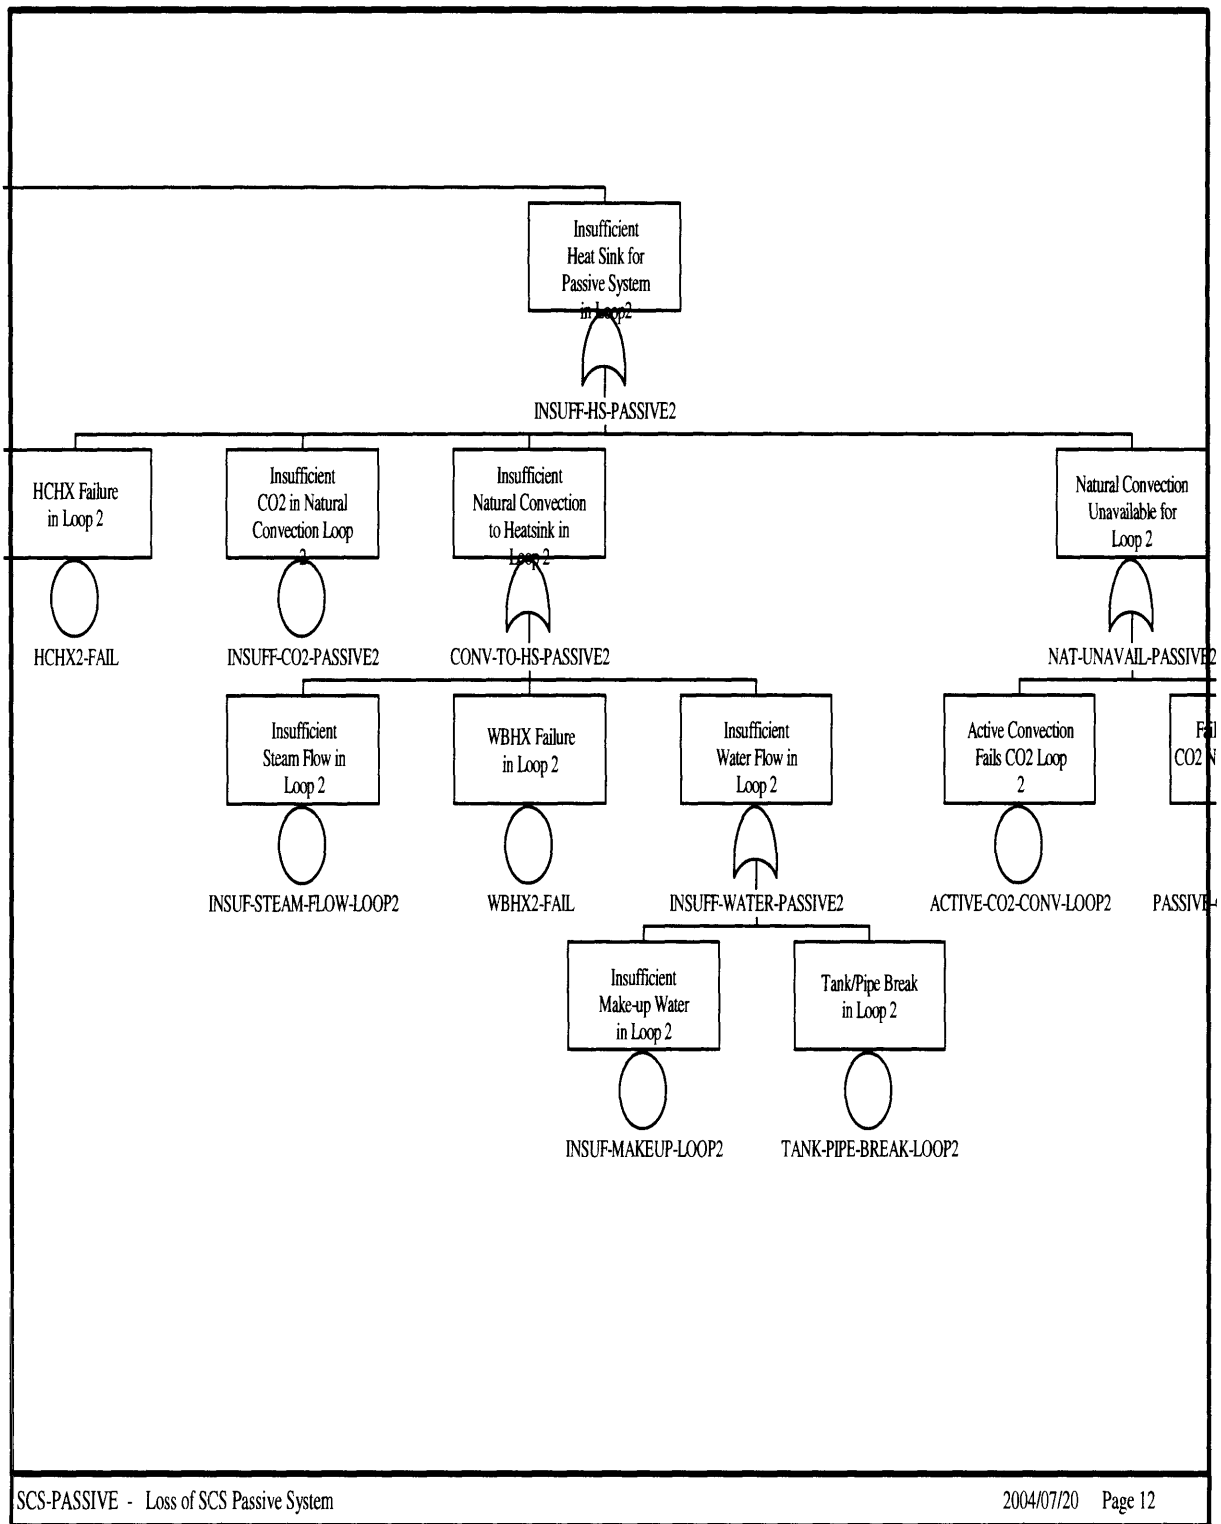 Insufficient
Heat Sink for
Passive System
in Loop2
INSUFF-HS-PASSIVE2
HCHX Failure
in Loop 2
HCHX2-FAIL
Insufficient
CO2 in Natural
Convection Loop
2
INSUFF-CO2-PASSIVE2
Insufficient
Natural Convection
to Heatsink in
Loop 2
CONV-TO-HS-PASSIVE2
Natural Convection
Unavailable for
Loop 2
NAT-UNAVAIL-PASSIVE2
Insufficient
Steam Flow in
Loop 2
INSUF-STEAM-FLOW-LOOP2
WBHX Failure
in Loop 2
WBHX2-FAIL
Insufficient
Water Flow in
Loop 2
INSUFF-WATER-PASSIVE2
Active Convection
Fails CO2 Loop
2
ACTIVE-CO2-CONV-LOOP2
Fail
CO2 N
PASSIVE-
Insufficient
Make-up Water
in Loop 2
INSUF-MAKEUP-LOOP2
Tank/Pipe Break
in Loop 2
TANK-PIPE-BREAK-LOOP2
SCS-PASSIVE - Loss of SCS Passive System
2004/07/20 Page 12